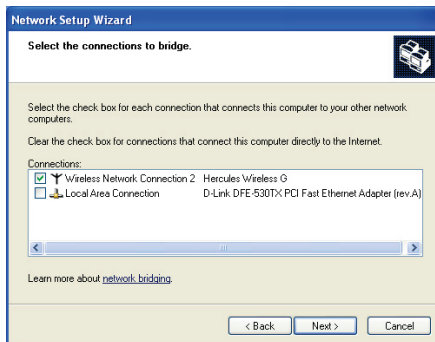 Network Setup Wizard
Select the connections to bridge.
Select the check box for each connection that connects this computer to your other network
computers.
Clear the check box for connections that connect this computer directly to the Internet.
Connections:
Wireless Network Connection 2 Hercules Wireless G
Local Area Connection D-Link DFE-530TX PCI Fast Ethernet Adapter (rev.A)
Learn more about network bridging.
< Back Next > Cancel